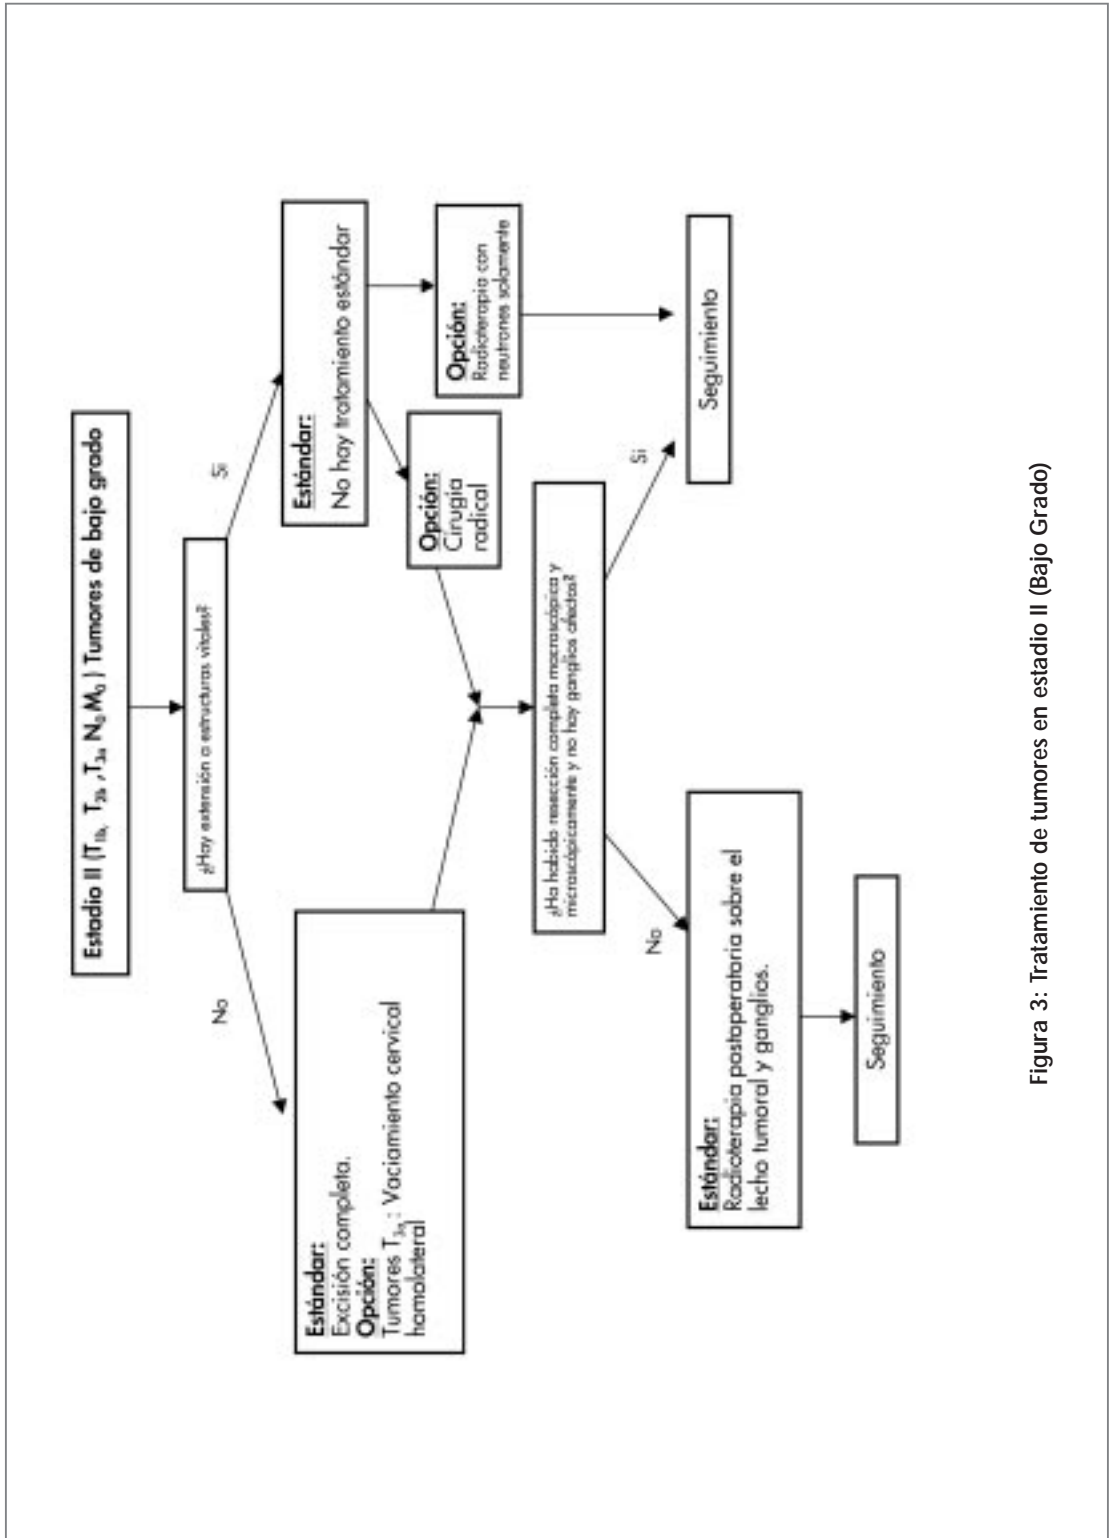 Estadio II (T1b, T2b, T3a N0 M0) Tumores de bajo grado
¿Hay extensión a estructuras vitales?
No
Si
Estándar:
Excisión completa.
Opción:
Tumores T3a: Vaciamiento cervical
homolateral
Estándar:
No hay tratamiento estándar
Opción:
Cirugía
radical
Opción:
Radioterapia con
neutrones solamente
¿Ha habido resección completa macroscópica y
microscópicamente y no hay ganglios afectos?
No
Si
Estándar:
Radioterapia postoperatoria sobre el
lecho tumoral y ganglios.
Seguimiento
Seguimiento
Figura 3: Tratamiento de tumores en estadio II (Bajo Grado)